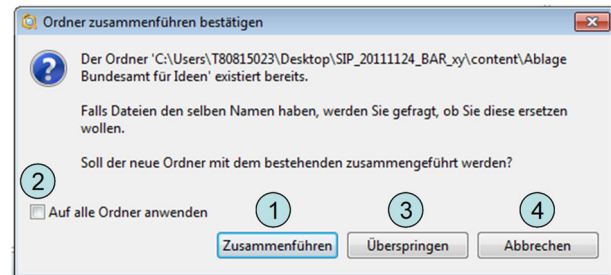 Ordner zusammenführen bestätigen
Der Ordner 'C:\Users\T80815023\Desktop\SIP_20111124_BAR_xy\content\Ablage
Bundesamt für Ideen' existiert bereits.
Falls Dateien den selben Namen haben, werden Sie gefragt, ob Sie diese ersetzen
wollen.
Soll der neue Ordner mit dem bestehenden zusammengeführt werden?
2
Auf alle Ordner anwenden
1 3 4
Zusammenführen Überspringen Abbrechen